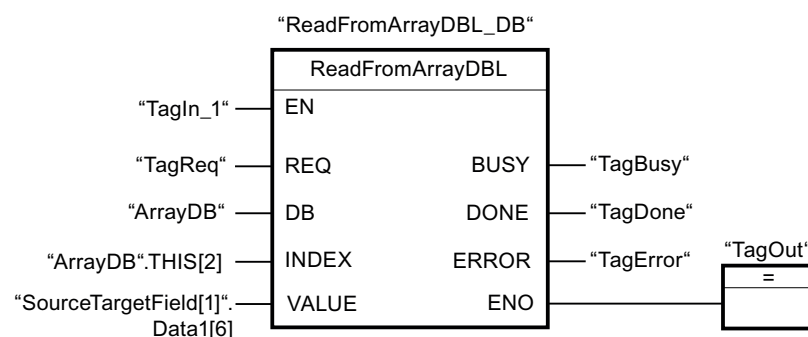 “ReadFromArrayDBL_DB“
ReadFromArrayDBL
“TagIn_1“ EN
“TagReq“ REQ BUSY “TagBusy“
“ArrayDB“ DB DONE “TagDone“
“ArrayDB“.THIS[2] INDEX ERROR “TagError“ “TagOut“
=
“SourceTargetField[1]“. VALUE ENO
Data1[6]